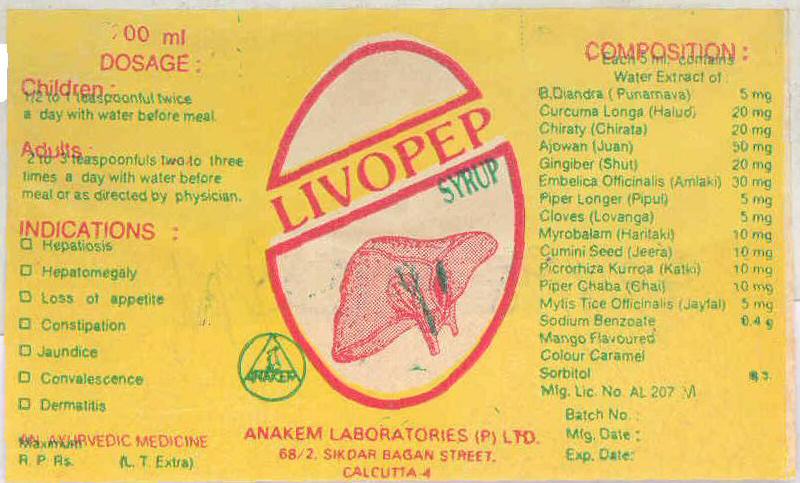 00 ml
DOSAGE :
Children :
1/2 to 1 teaspoonful twice
a day with water before meal.
Adults :
2 to 3 teaspoonfuls two to three
times a day with water before
meal or as directed by physician.
INDICATIONS :
Hepatiosis
Hepatomegaly
Loss of appetite
Constipation
Jaundice
Convalescence
Dermatitis
AN AYURVEDIC MEDICINE
Maximum
R. P. Rs. (L. T. Extra)
LIVOPEP
SYRUP
ANAKEM
ANAKEM LABORATORIES (P) LTD.
68/2, SIKDAR BAGAN STREET,
CALCUTTA-4
COMPOSITION :
Each 5 ml. contains
Water Extract of
B.Diandra ( Punarnava) 5 mg
Curcuma Longa (Halud) 20 mg
Chiraty (Chirata) 20 mg
Ajowan (Juan) 50 mg
Gingiber (Shut) 20 mg
Embelica Officinalis (Amlaki) 30 mg
Piper Longer (Pipul) 5 mg
Cloves (Lovanga) 5 mg
Myrobalam (Haritaki) 10 mg
Cumini Seed (Jeera) 10 mg
Picrorhiza Kurroa (Katki) 10 mg
Piper Chaba (Chai) 10 mg
Mytis Tice Officinalis (Jayfal) 5 mg
Sodium Benzoate 0.4 g
Mango Flavoured
Colour Caramel
Sorbitol
Mfg. Lic. No. AL 207 M
Batch No. :
Mfg. Date :
Exp. Date: